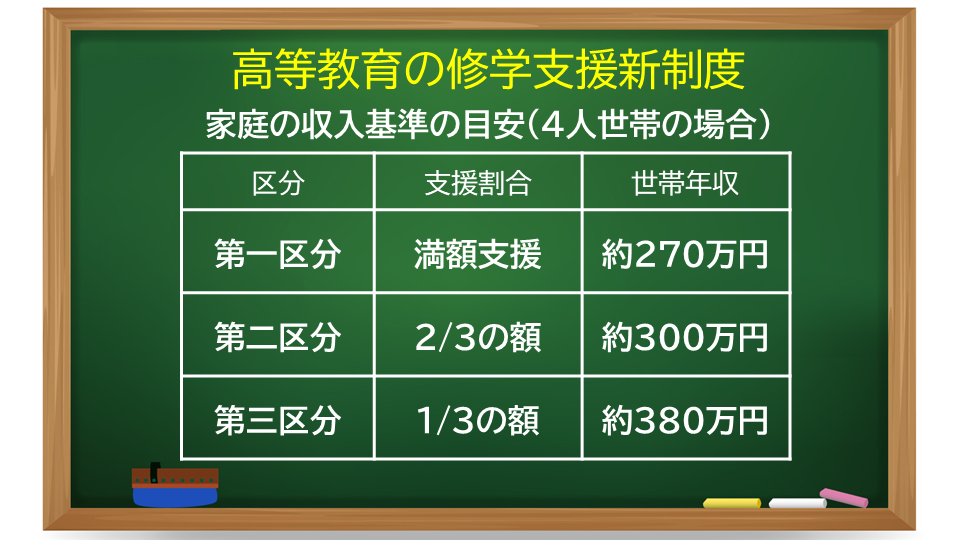 高等教育の修学支援新制度
家庭の収入基準の目安(4人世帯の場合)
区分 支援割合 世帯年収
第一区分 満額支援 約270万円
第二区分 2/3の額 約300万円
第三区分 1/3の額 約380万円